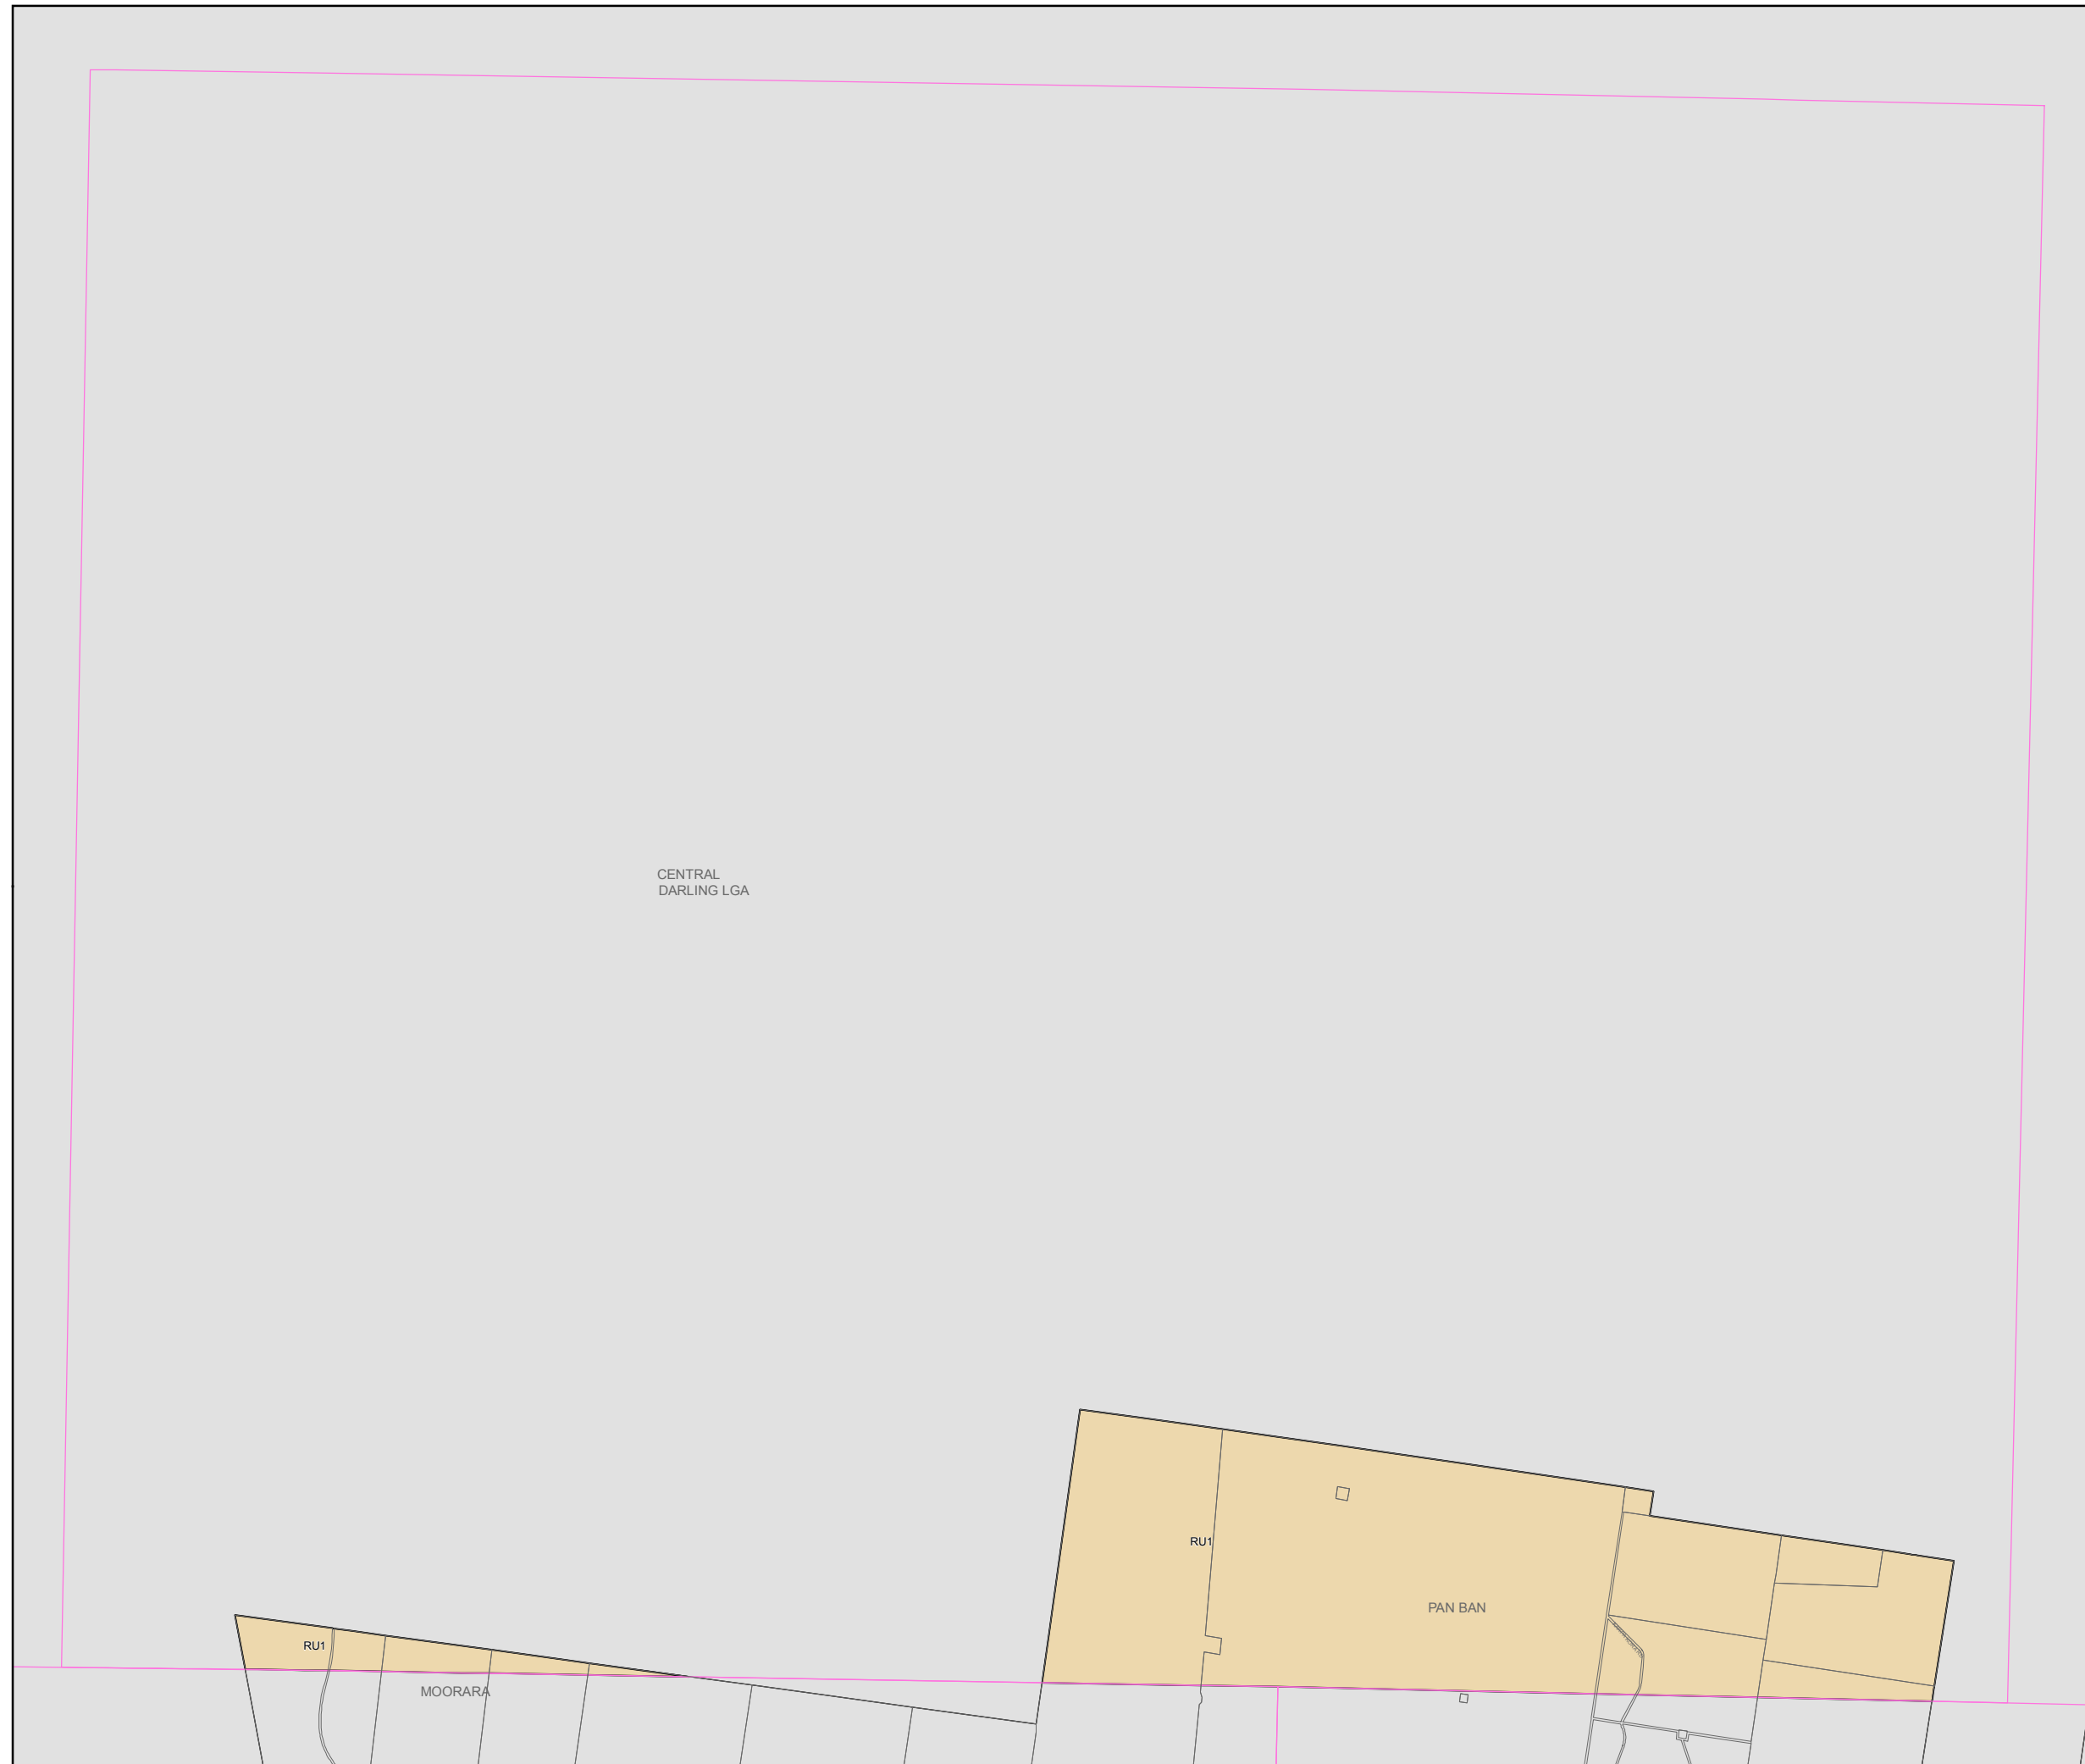 CENTRAL
DARLING LGA
RU1
PAN BAN
RU1
MOORARA